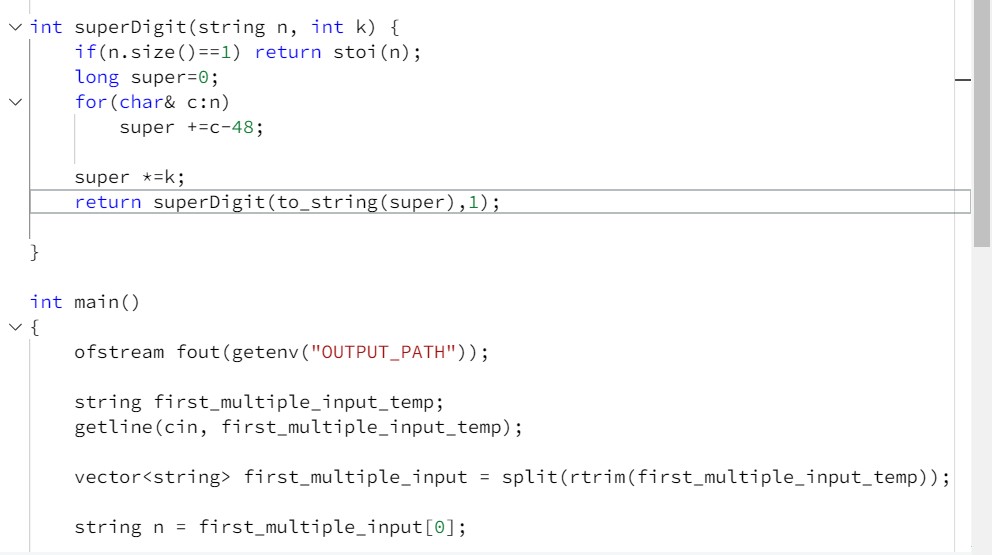 int superDigit(string n, int k) {
    if(n.size()==1) return stoi(n);
    long super=0;
    for(char& c:n)
        super +=c-48;
    super *=k;
    return superDigit(to_string(super),1);
}
int main()
{
    ofstream fout(getenv("OUTPUT_PATH"));
    string first_multiple_input_temp;
    getline(cin, first_multiple_input_temp);
    vector<string> first_multiple_input = split(rtrim(first_multiple_input_temp));
    string n = first_multiple_input[0];